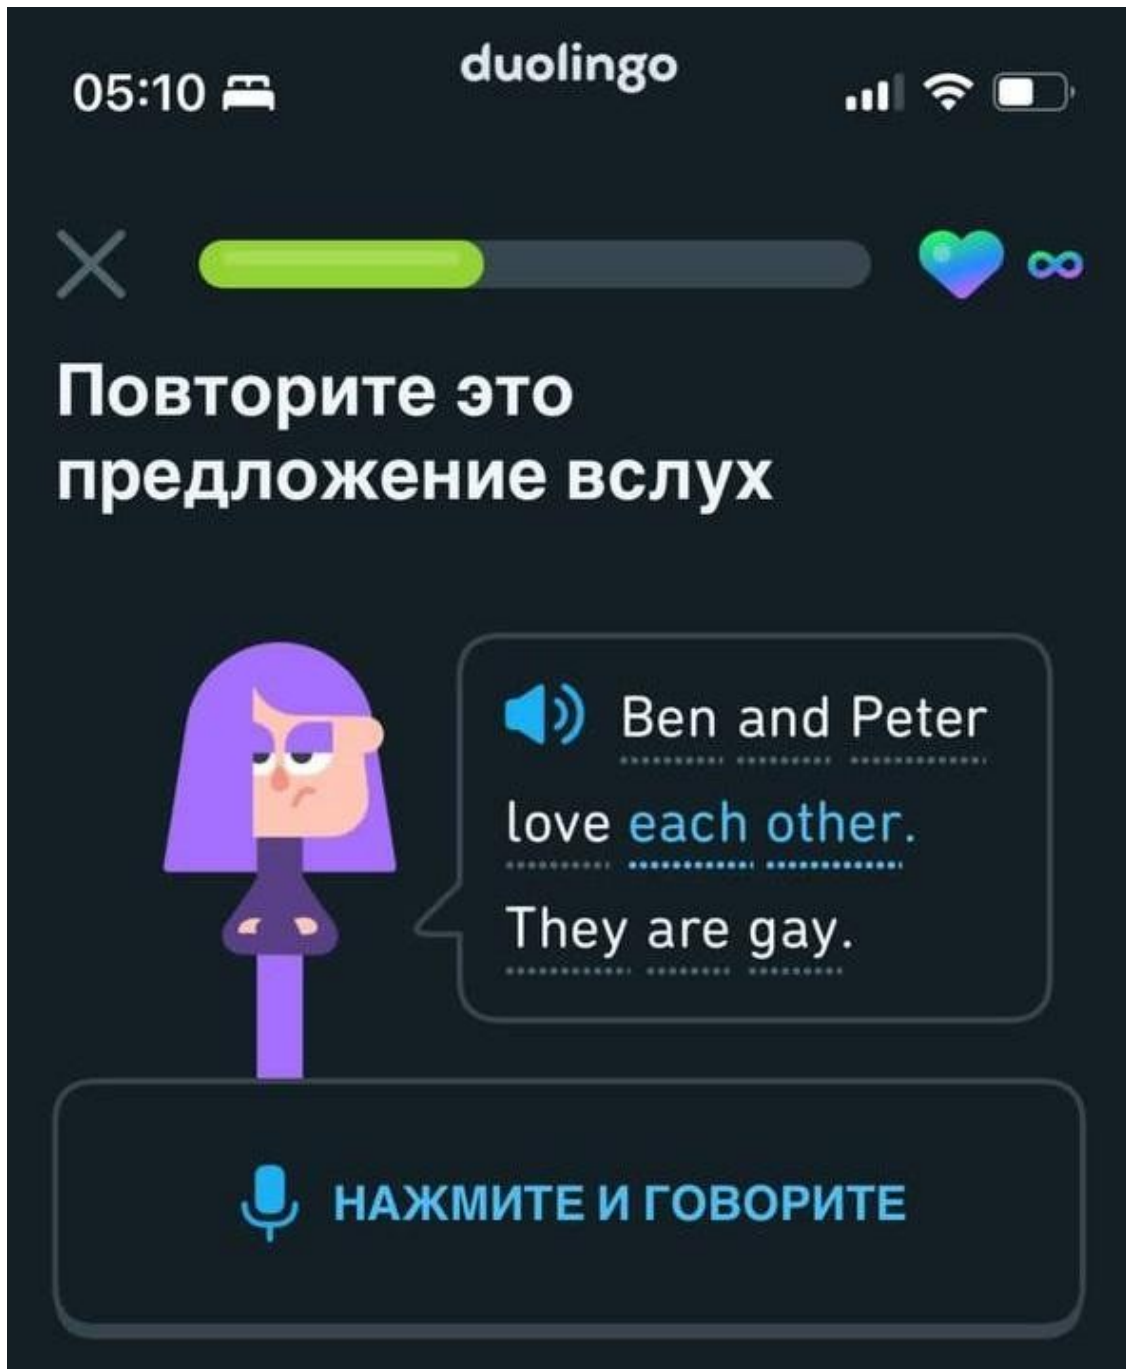 duolingo
05:10
Повторите это
предложение вслух
Ben and Peter
love each other.
They are gay.
НАЖМИТЕ И ГОВОРИТЕ